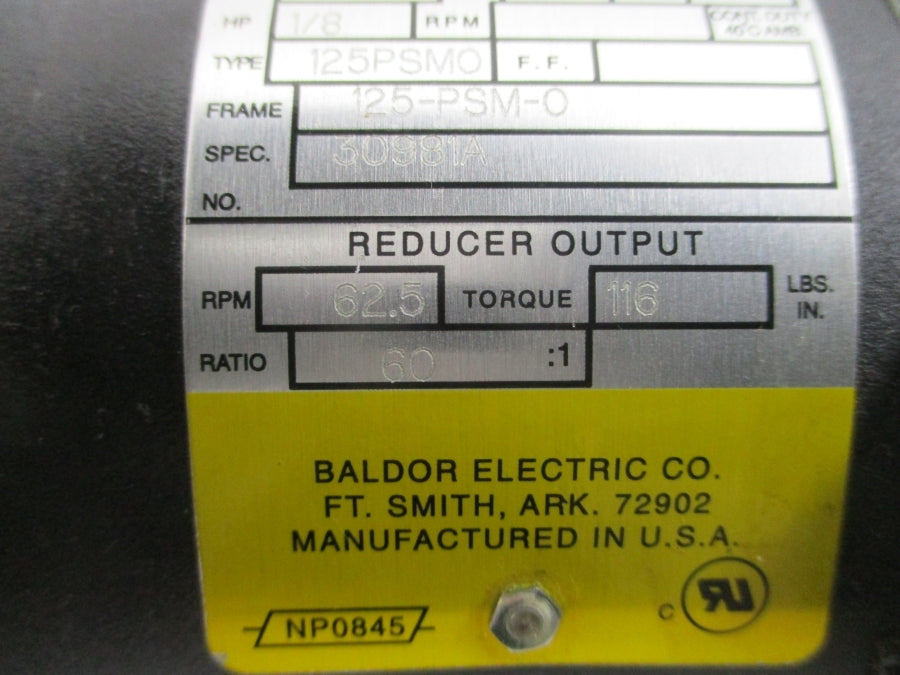 HP 1/8 RPM CONT. DUTY
40°C AMB.
TYPE 125PSMO F.F.
FRAME 125-PSM-0
SPEC. 30981A
NO.
REDUCER OUTPUT
RPM 62.5 TORQUE 116 LBS.
IN.
RATIO 60 :1
BALDOR ELECTRIC CO.
FT. SMITH, ARK. 72902
MANUFACTURED IN U.S.A.
NP0845 C RU